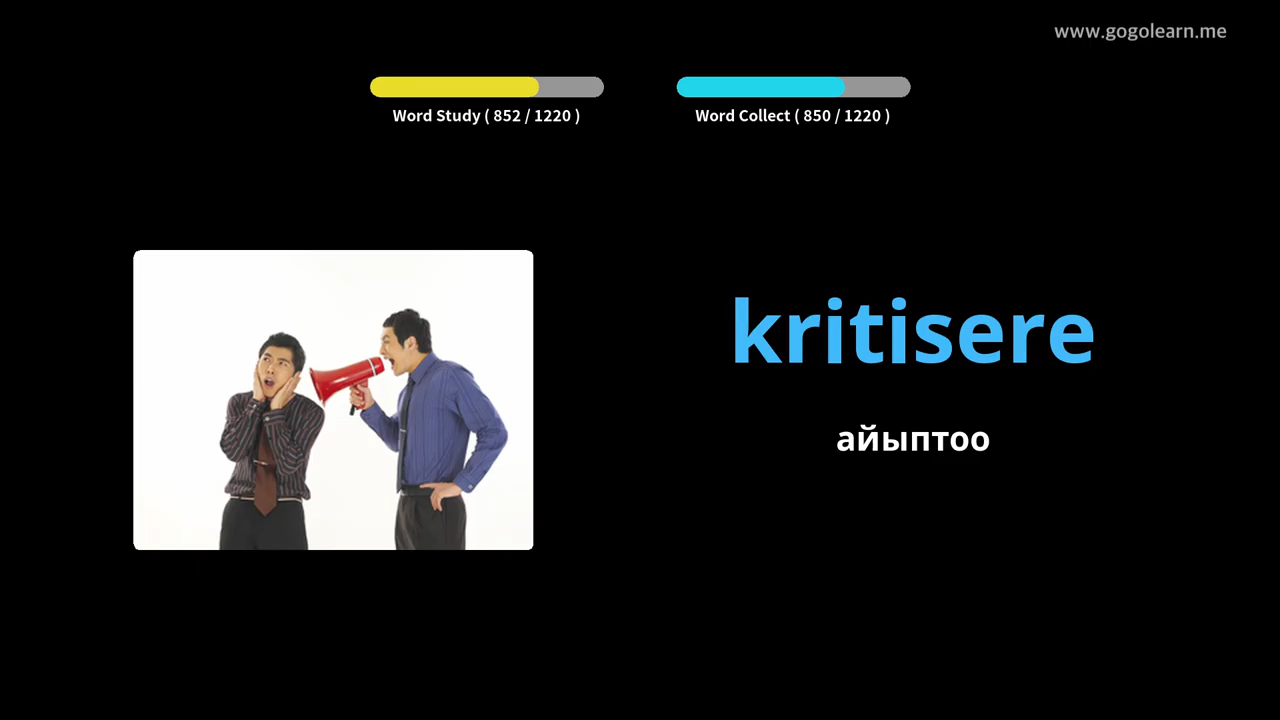 www.gogolearn.me
Word Study ( 852 / 1220 )
Word Collect ( 850 / 1220 )
kritisere
айыптоо